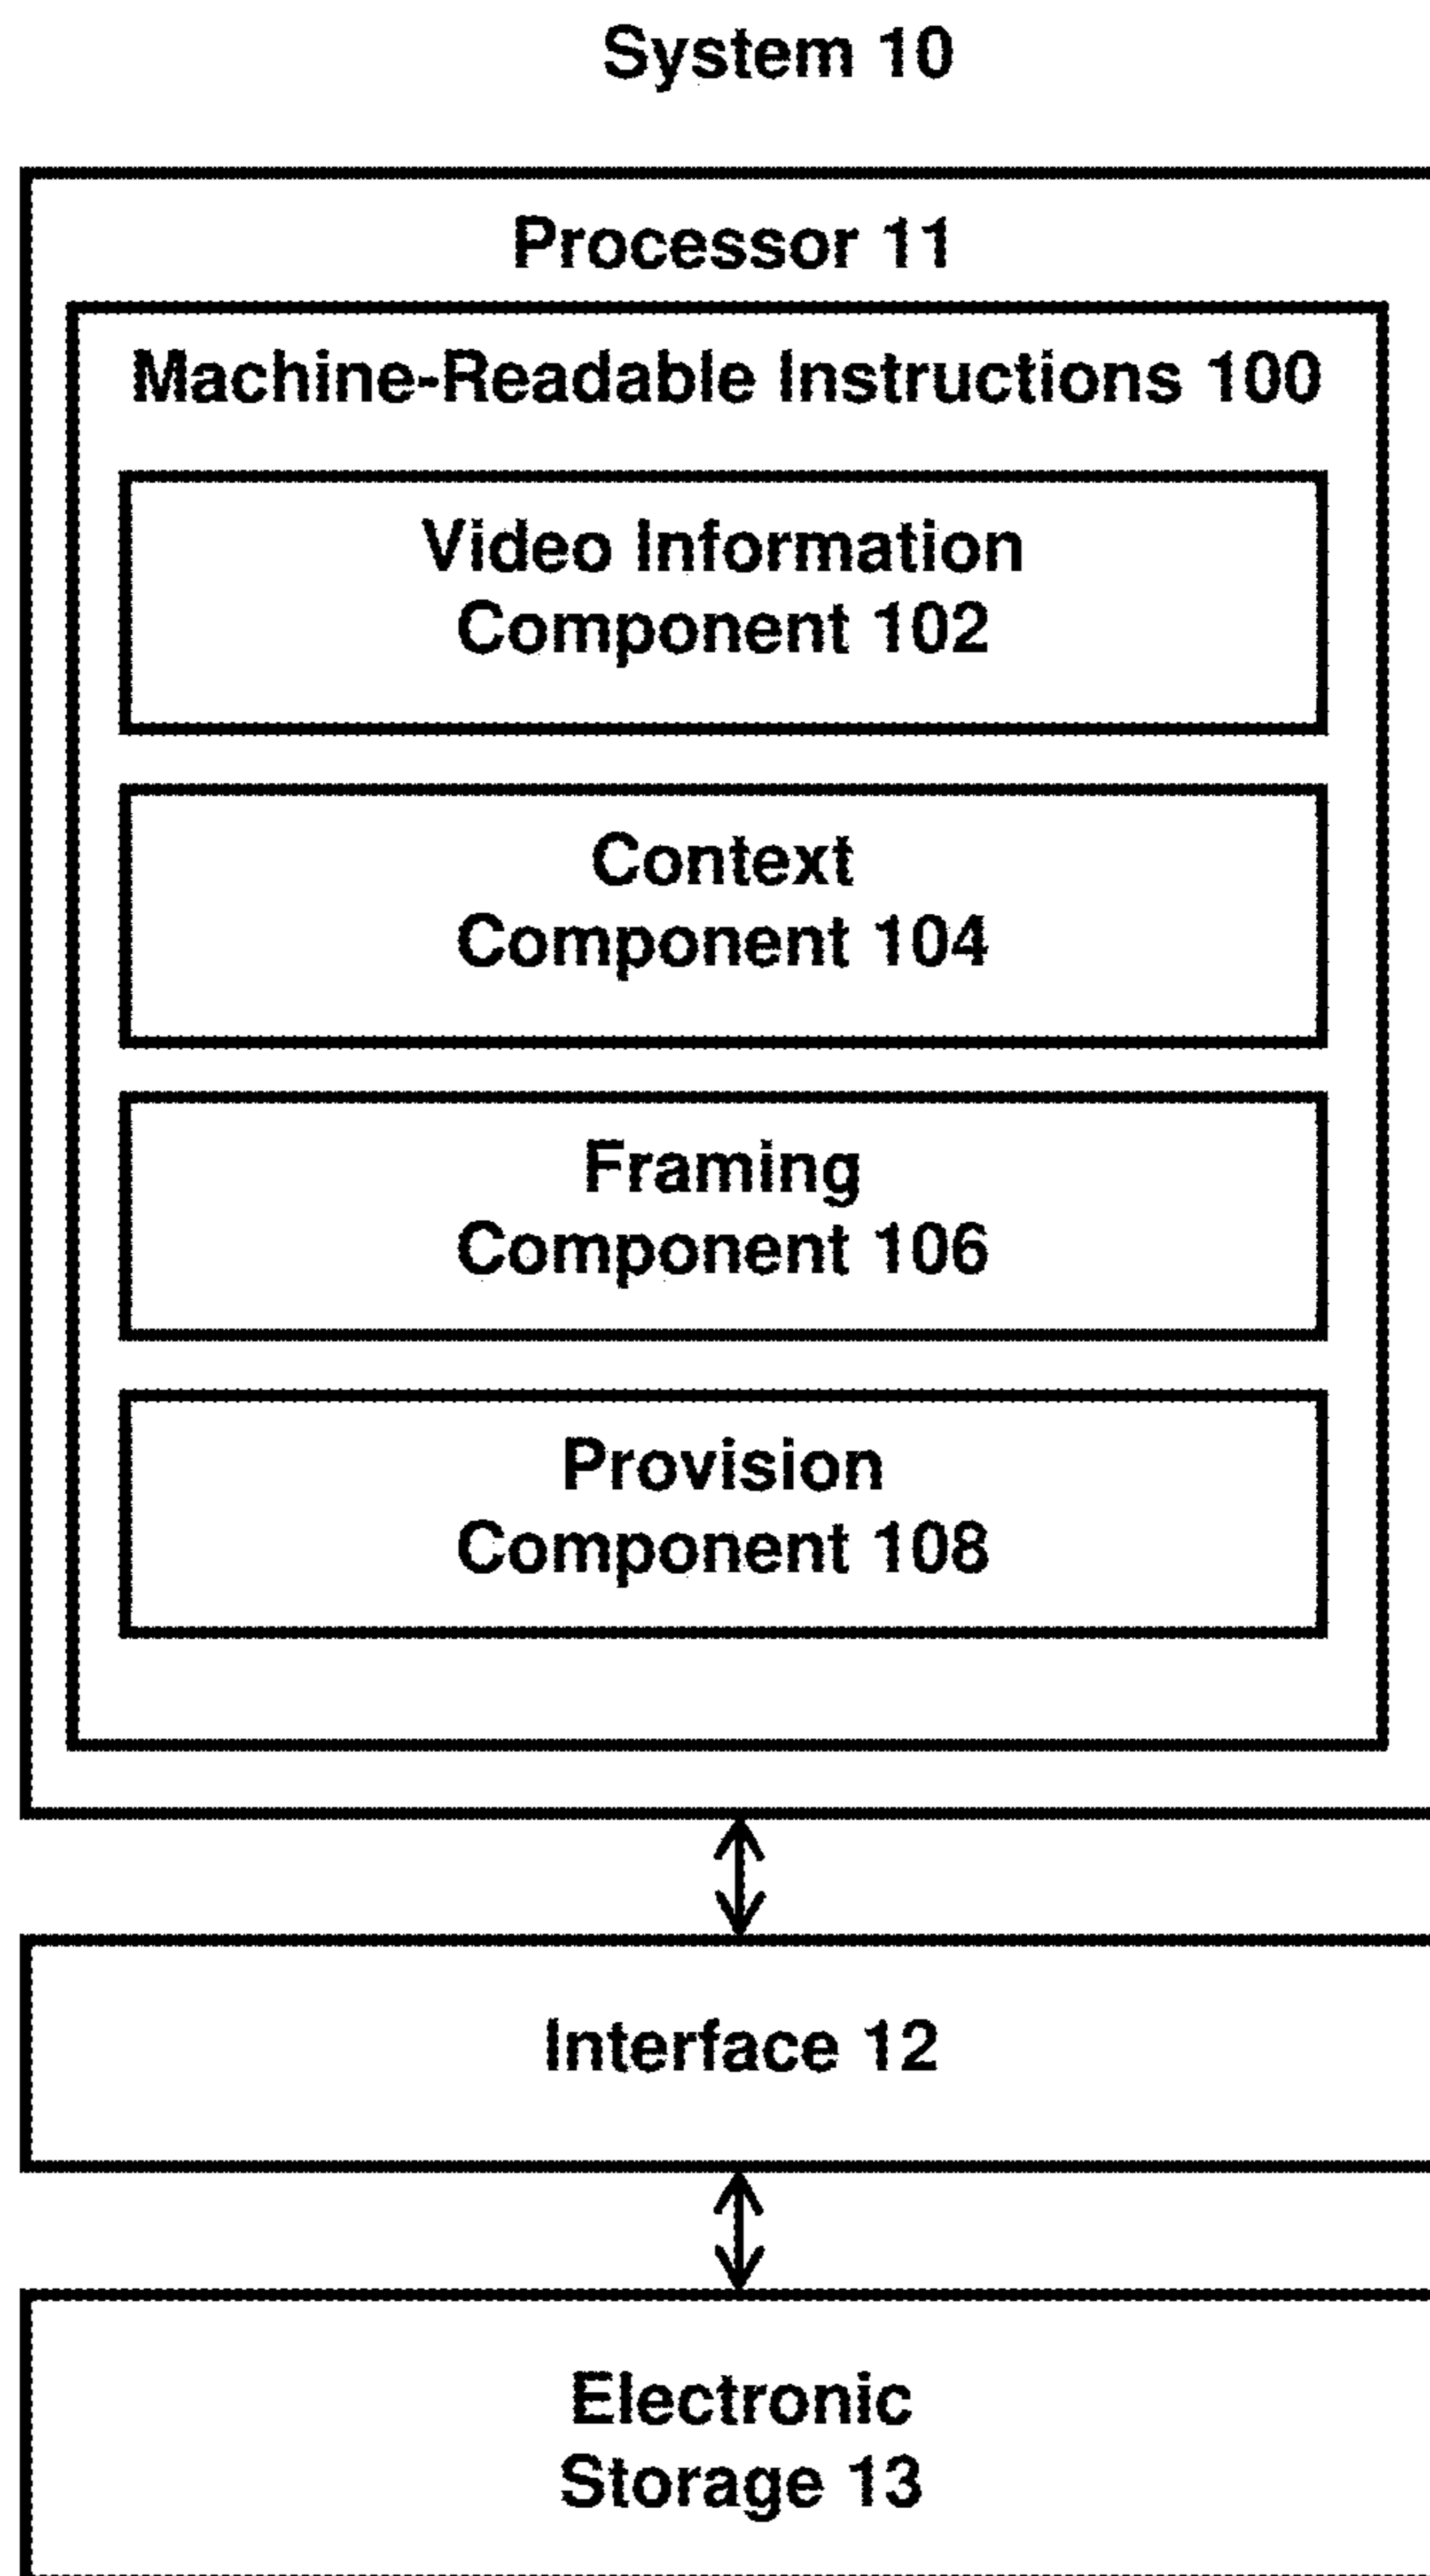 System 10
Processor 11
Machine-Readable Instructions 100
Video Information
Component 102
Context
Component 104
Framing
Component 106
Provision
Component 108
Interface 12
Electronic
Storage 13